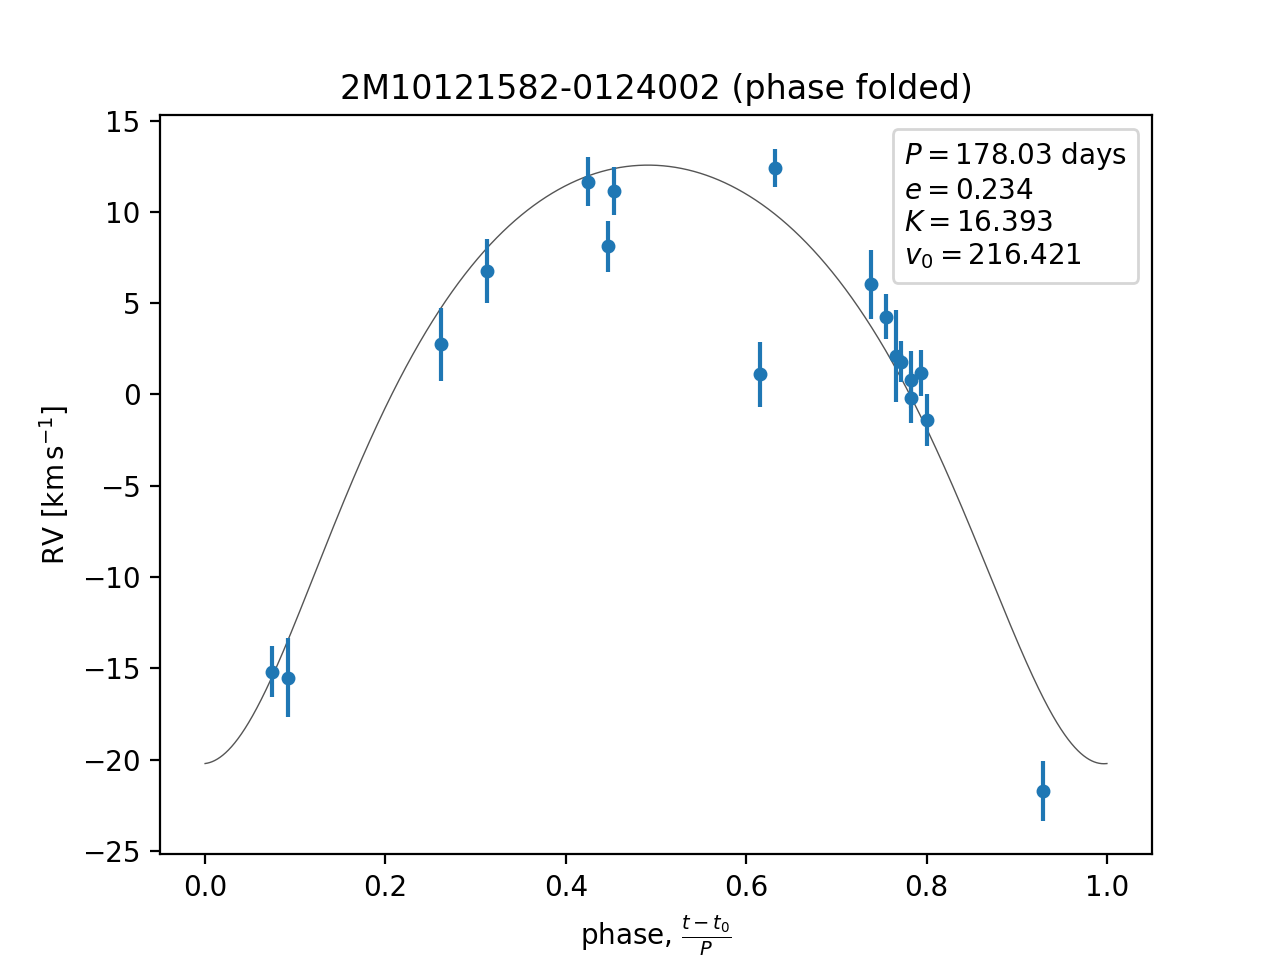 2M10121582-0124002 (phase folded)
P = 178.03 days
e = 0.234
K = 16.393
v₀ = 216.421
RV [km s⁻¹]
15
10
5
0
−5
−10
−15
−20
−25
0.0 0.2 0.4 0.6 0.8 1.0
phase, (t − t₀)/P